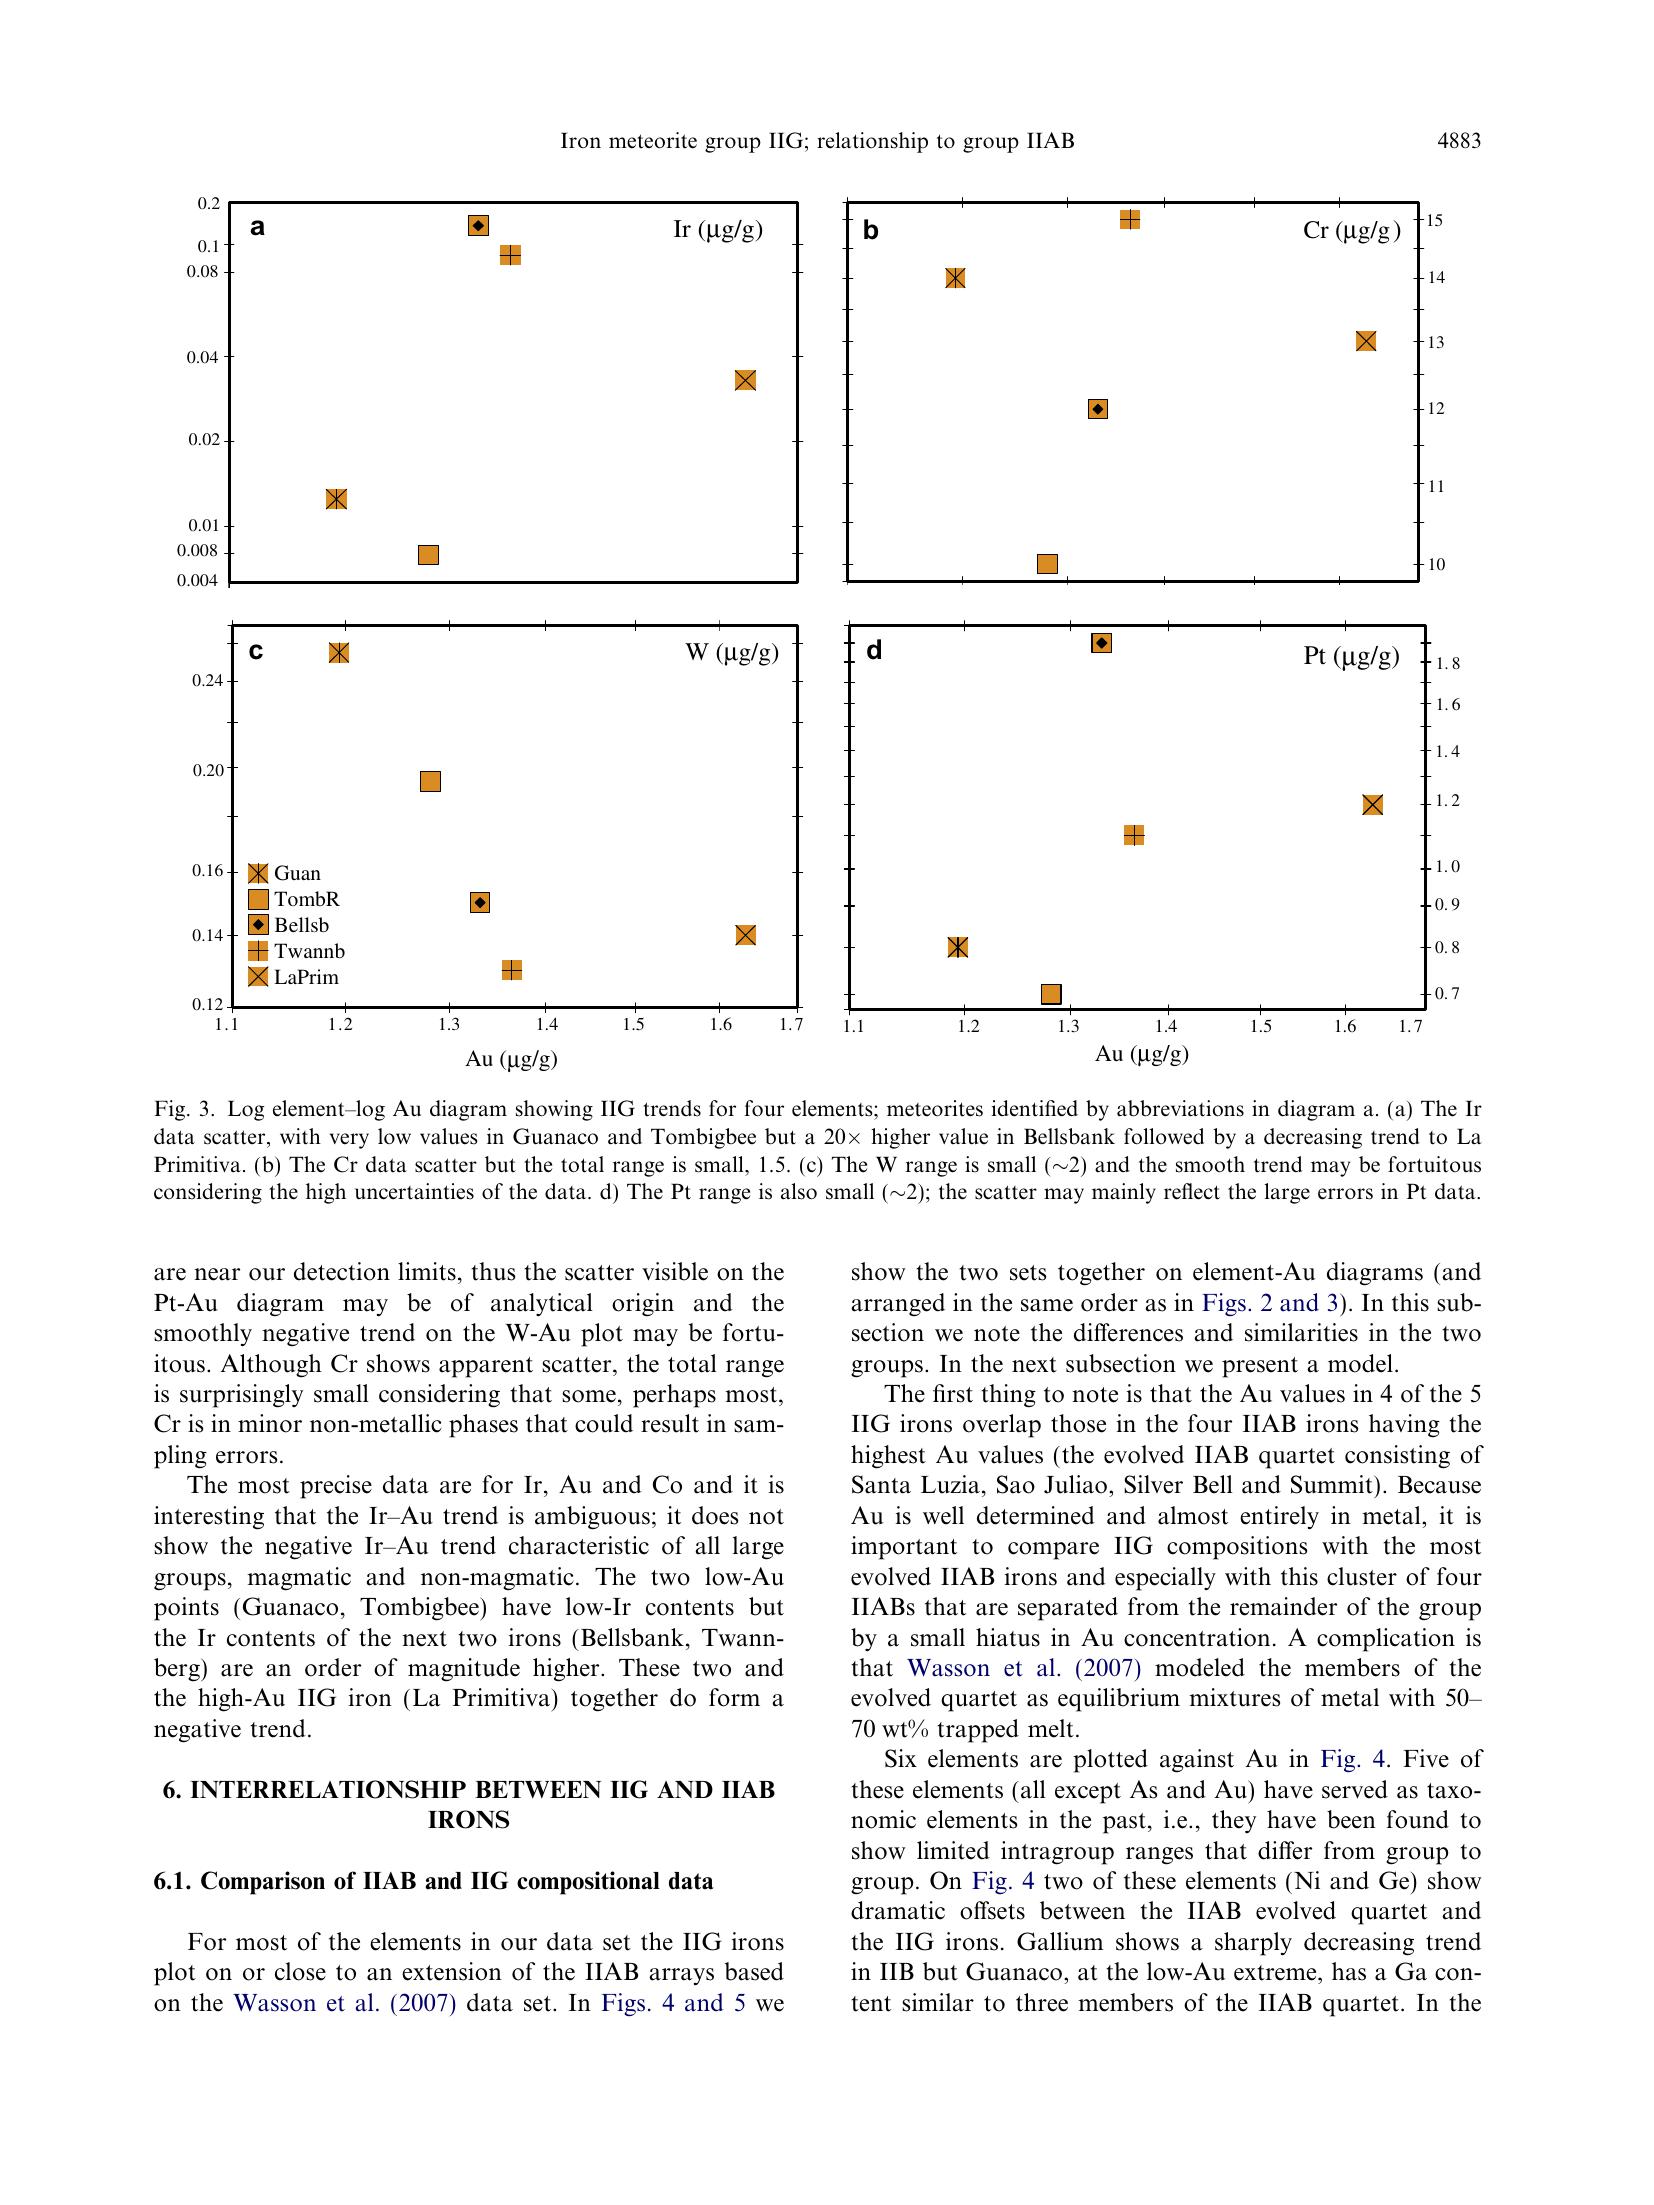 Iron meteorite group IIG; relationship to group IIAB 4883
0.2
0.1
0.08
0.04
0.02
0.01
0.008
0.004
a
Ir (μg/g)
b
Cr (μg/g)
15
14
13
12
11
10
c
W (μg/g)
0.24
0.20
0.16
0.14
0.12
Guan
TombR
Bellsb
Twannb
LaPrim
1.1 1.2 1.3 1.4 1.5 1.6 1.7
Au (μg/g)
d
Pt (μg/g)
1.8
1.6
1.4
1.2
1.0
0.9
0.8
0.7
1.1 1.2 1.3 1.4 1.5 1.6 1.7
Au (μg/g)
Fig. 3. Log element–log Au diagram showing IIG trends for four elements; meteorites identified by abbreviations in diagram a. (a) The Ir
data scatter, with very low values in Guanaco and Tombigbee but a 20× higher value in Bellsbank followed by a decreasing trend to La
Primitiva. (b) The Cr data scatter but the total range is small, 1.5. (c) The W range is small (∼2) and the smooth trend may be fortuitous
considering the high uncertainties of the data. d) The Pt range is also small (∼2); the scatter may mainly reflect the large errors in Pt data.
are near our detection limits, thus the scatter visible on the
Pt-Au diagram may be of analytical origin and the
smoothly negative trend on the W-Au plot may be fortu-
itous. Although Cr shows apparent scatter, the total range
is surprisingly small considering that some, perhaps most,
Cr is in minor non-metallic phases that could result in sam-
pling errors.
The most precise data are for Ir, Au and Co and it is
interesting that the Ir–Au trend is ambiguous; it does not
show the negative Ir–Au trend characteristic of all large
groups, magmatic and non-magmatic. The two low-Au
points (Guanaco, Tombigbee) have low-Ir contents but
the Ir contents of the next two irons (Bellsbank, Twann-
berg) are an order of magnitude higher. These two and
the high-Au IIG iron (La Primitiva) together do form a
negative trend.
6. INTERRELATIONSHIP BETWEEN IIG AND IIAB
IRONS
6.1. Comparison of IIAB and IIG compositional data
For most of the elements in our data set the IIG irons
plot on or close to an extension of the IIAB arrays based
on the Wasson et al. (2007) data set. In Figs. 4 and 5 we
show the two sets together on element-Au diagrams (and
arranged in the same order as in Figs. 2 and 3). In this sub-
section we note the differences and similarities in the two
groups. In the next subsection we present a model.
The first thing to note is that the Au values in 4 of the 5
IIG irons overlap those in the four IIAB irons having the
highest Au values (the evolved IIAB quartet consisting of
Santa Luzia, Sao Juliao, Silver Bell and Summit). Because
Au is well determined and almost entirely in metal, it is
important to compare IIG compositions with the most
evolved IIAB irons and especially with this cluster of four
IIABs that are separated from the remainder of the group
by a small hiatus in Au concentration. A complication is
that Wasson et al. (2007) modeled the members of the
evolved quartet as equilibrium mixtures of metal with 50–
70 wt% trapped melt.
Six elements are plotted against Au in Fig. 4. Five of
these elements (all except As and Au) have served as taxo-
nomic elements in the past, i.e., they have been found to
show limited intragroup ranges that differ from group to
group. On Fig. 4 two of these elements (Ni and Ge) show
dramatic offsets between the IIAB evolved quartet and
the IIG irons. Gallium shows a sharply decreasing trend
in IIB but Guanaco, at the low-Au extreme, has a Ga con-
tent similar to three members of the IIAB quartet. In the